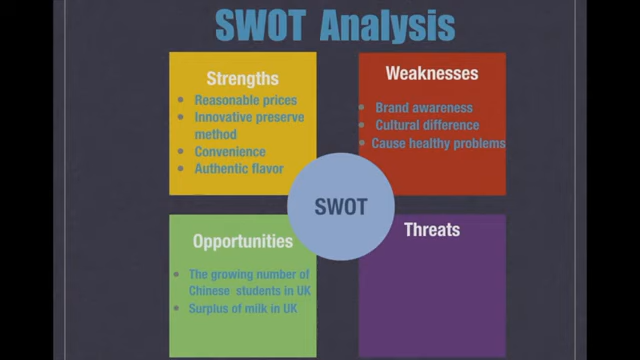 SWOT Analysis
Strengths
Reasonable prices
Innovative preserve
method
Convenience
Authentic flavor
Weaknesses
Brand awareness
Cultural difference
Cause healthy problems
SWOT
Opportunities
The growing number of
Chinese students in UK
Surplus of milk in UK
Threats